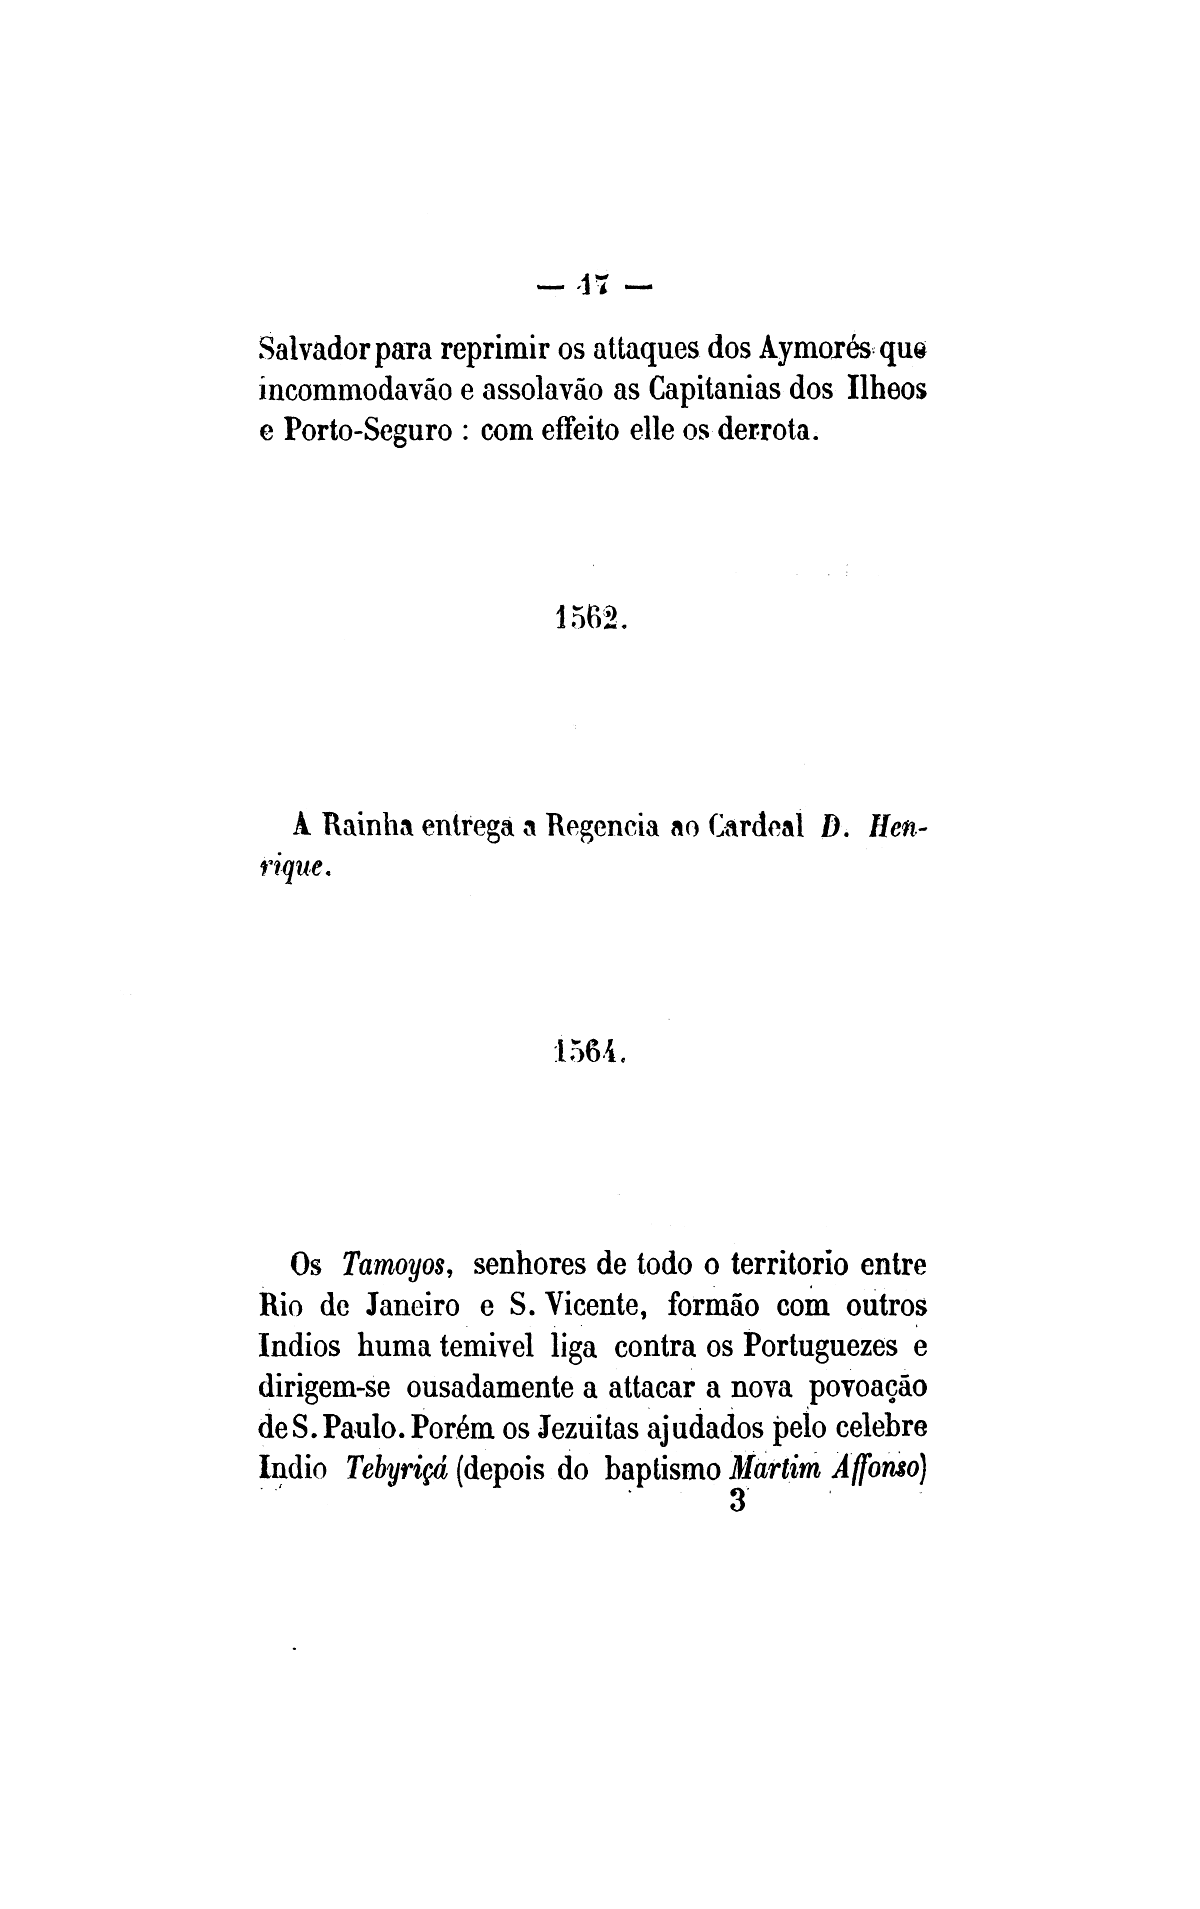 — 17 —
Salvador para reprimir os attaques dos Aymorés que
incommodavão e assolavão as Capitanias dos Ilheos
e Porto-Seguro : com effeito elle os derrota.
1562.
A Rainha entrega a Regencia ao Cardeal D. Hen-
rique.
1564.
Os Tamoyos, senhores de todo o territorio entre
Rio de Janeiro e S. Vicente, formão com outros
Indios huma temivel liga contra os Portuguezes e
dirigem-se ousadamente a attacar a nova povoação
de S. Paulo. Porém os Jezuitas ajudados pelo celebre
Indio Tebyriçá (depois do baptismo Martim Affonso)
3